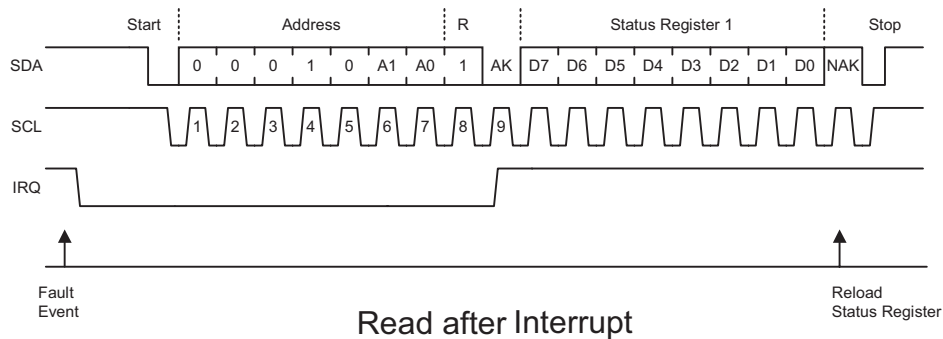 Start Address R Status Register 1 Stop
SDA 0 0 0 1 0 A1 A0 1 AK D7 D6 D5 D4 D3 D2 D1 D0 NAK
SCL 1 2 3 4 5 6 7 8 9
IRQ
Fault
Event
Reload
Status Register
Read after Interrupt